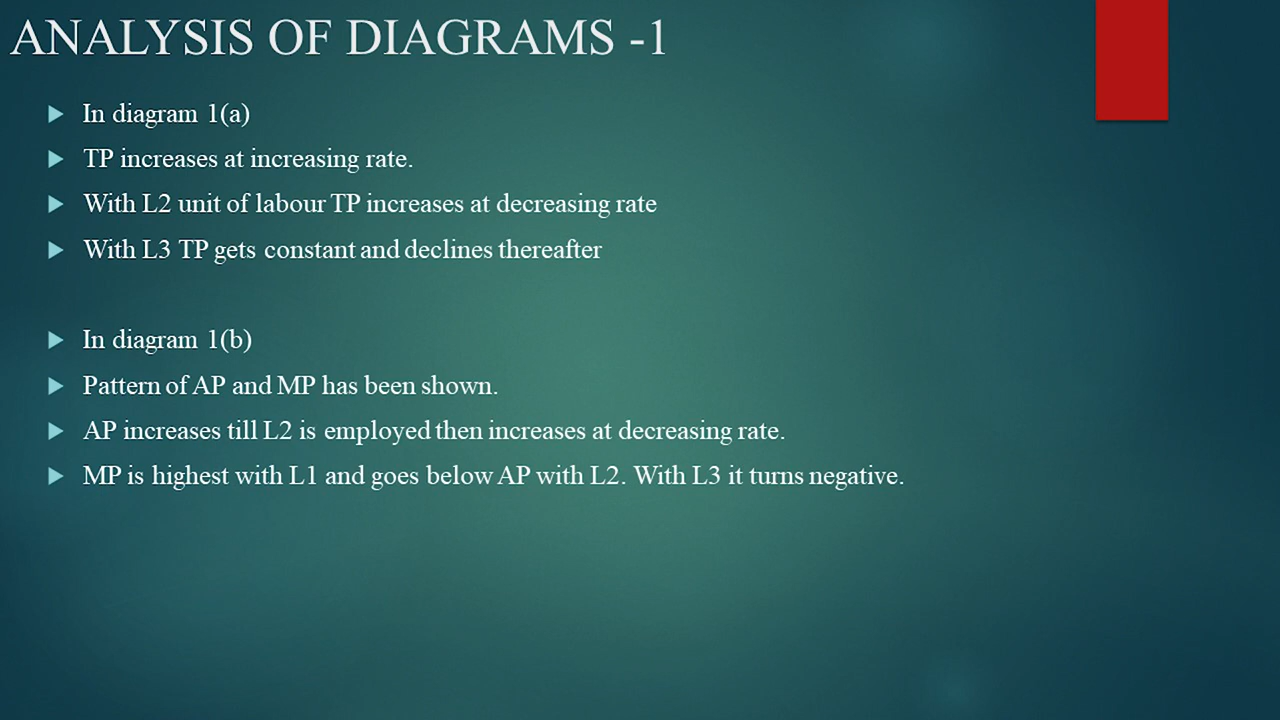 ANALYSIS OF DIAGRAMS -1
In diagram 1(a)
TP increases at increasing rate.
With L2 unit of labour TP increases at decreasing rate
With L3 TP gets constant and declines thereafter
In diagram 1(b)
Pattern of AP and MP has been shown.
AP increases till L2 is employed then increases at decreasing rate.
MP is highest with L1 and goes below AP with L2. With L3 it turns negative.